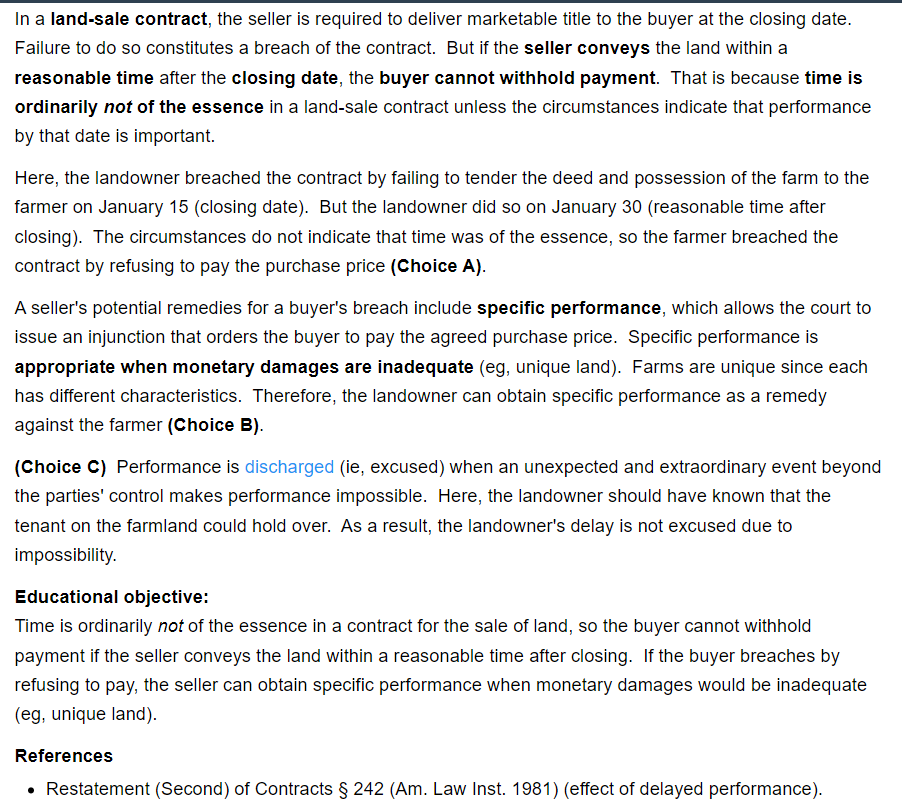 In a land-sale contract, the seller is required to deliver marketable title to the buyer at the closing date.
Failure to do so constitutes a breach of the contract.  But if the seller conveys the land within a
reasonable time after the closing date, the buyer cannot withhold payment.  That is because time is
ordinarily not of the essence in a land-sale contract unless the circumstances indicate that performance
by that date is important.
Here, the landowner breached the contract by failing to tender the deed and possession of the farm to the
farmer on January 15 (closing date).  But the landowner did so on January 30 (reasonable time after
closing).  The circumstances do not indicate that time was of the essence, so the farmer breached the
contract by refusing to pay the purchase price (Choice A).
A seller's potential remedies for a buyer's breach include specific performance, which allows the court to
issue an injunction that orders the buyer to pay the agreed purchase price.  Specific performance is
appropriate when monetary damages are inadequate (eg, unique land).  Farms are unique since each
has different characteristics.  Therefore, the landowner can obtain specific performance as a remedy
against the farmer (Choice B).
(Choice C)  Performance is discharged (ie, excused) when an unexpected and extraordinary event beyond
the parties' control makes performance impossible.  Here, the landowner should have known that the
tenant on the farmland could hold over.  As a result, the landowner's delay is not excused due to
impossibility.
Educational objective:
Time is ordinarily not of the essence in a contract for the sale of land, so the buyer cannot withhold
payment if the seller conveys the land within a reasonable time after closing.  If the buyer breaches by
refusing to pay, the seller can obtain specific performance when monetary damages would be inadequate
(eg, unique land).
References
• Restatement (Second) of Contracts § 242 (Am. Law Inst. 1981) (effect of delayed performance).